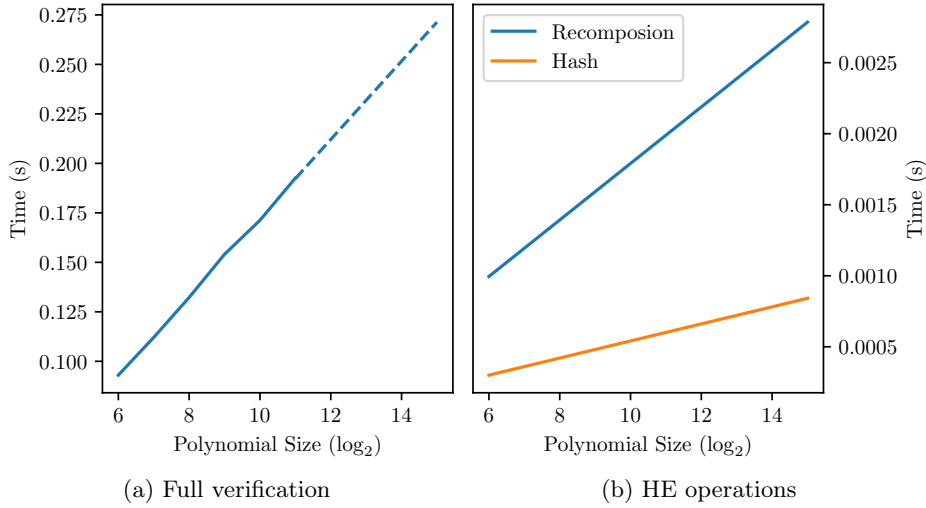 0.275
0.250
0.225
0.200
0.175
0.150
0.125
0.100
Time (s)
6 8 10 12 14
Polynomial Size (log₂)
(a) Full verification
Recomposion
Hash
0.0025
0.0020
0.0015
0.0010
0.0005
Time (s)
6 8 10 12 14
Polynomial Size (log₂)
(b) HE operations